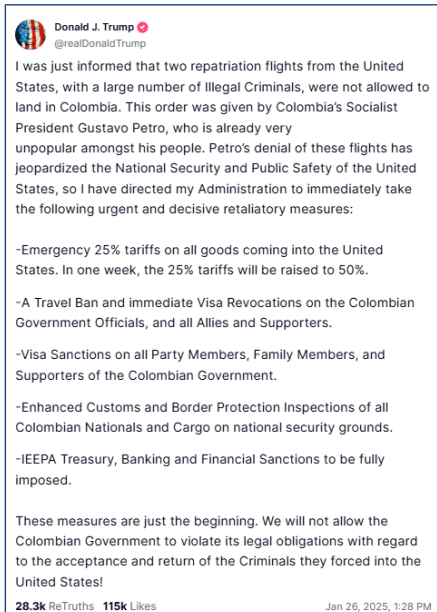 Donald J. Trump
@realDonaldTrump
I was just informed that two repatriation flights from the United
States, with a large number of Illegal Criminals, were not allowed to
land in Colombia. This order was given by Colombia's Socialist
President Gustavo Petro, who is already very
unpopular amongst his people. Petro's denial of these flights has
jeopardized the National Security and Public Safety of the United
States, so I have directed my Administration to immediately take
the following urgent and decisive retaliatory measures:
-Emergency 25% tariffs on all goods coming into the United
States. In one week, the 25% tariffs will be raised to 50%.
-A Travel Ban and immediate Visa Revocations on the Colombian
Government Officials, and all Allies and Supporters.
-Visa Sanctions on all Party Members, Family Members, and
Supporters of the Colombian Government.
-Enhanced Customs and Border Protection Inspections of all
Colombian Nationals and Cargo on national security grounds.
-IEEPA Treasury, Banking and Financial Sanctions to be fully
imposed.
These measures are just the beginning. We will not allow the
Colombian Government to violate its legal obligations with regard
to the acceptance and return of the Criminals they forced into the
United States!
28.3k ReTruths 115k Likes Jan 26, 2025, 1:28 PM